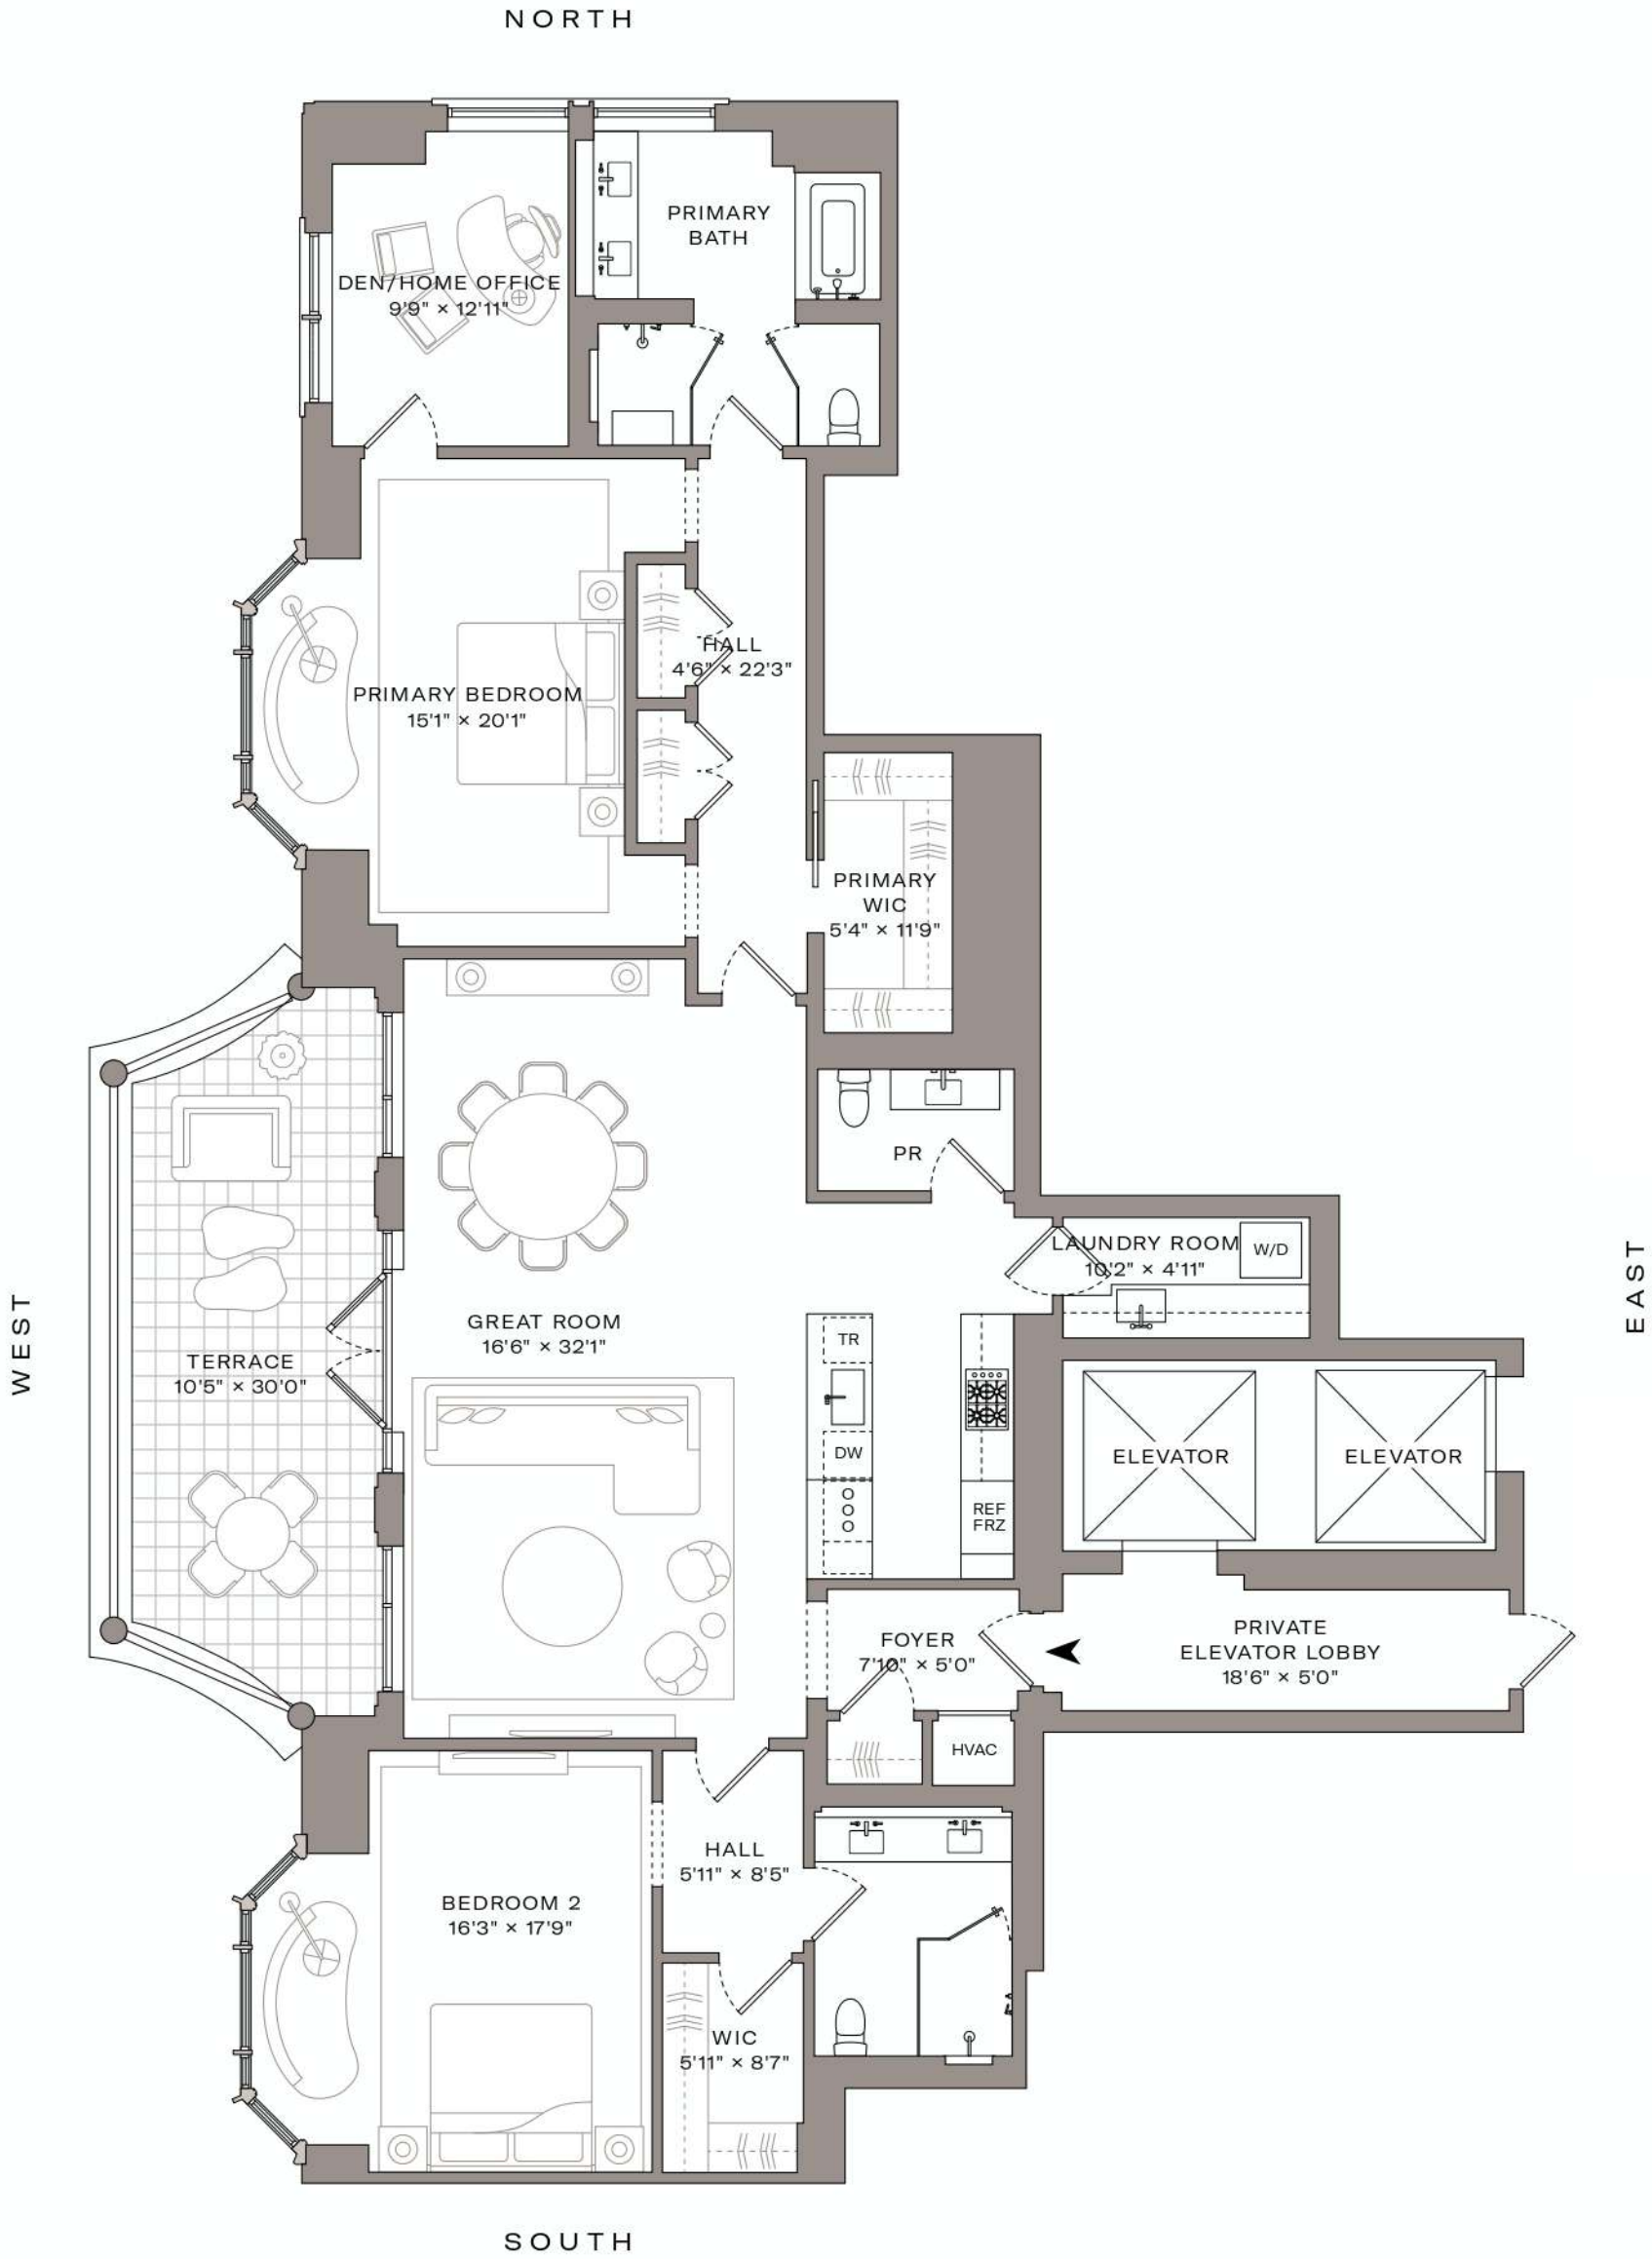 NORTH
PRIMARY
BATH
DEN/HOME OFFICE
9'9" × 12'11"
HALL
4'6" × 22'3"
PRIMARY BEDROOM
15'1" × 20'1"
PRIMARY
WIC
5'4" × 11'9"
PR
LAUNDRY ROOM
10'2" × 4'11"
W/D
EAST
WEST
GREAT ROOM
16'6" × 32'1"
TERRACE
10'5" × 30'0"
TR
DW
REF
FRZ
ELEVATOR
ELEVATOR
FOYER
7'10" × 5'0"
PRIVATE
ELEVATOR LOBBY
18'6" × 5'0"
HVAC
HALL
5'11" × 8'5"
BEDROOM 2
16'3" × 17'9"
WIC
5'11" × 8'7"
SOUTH